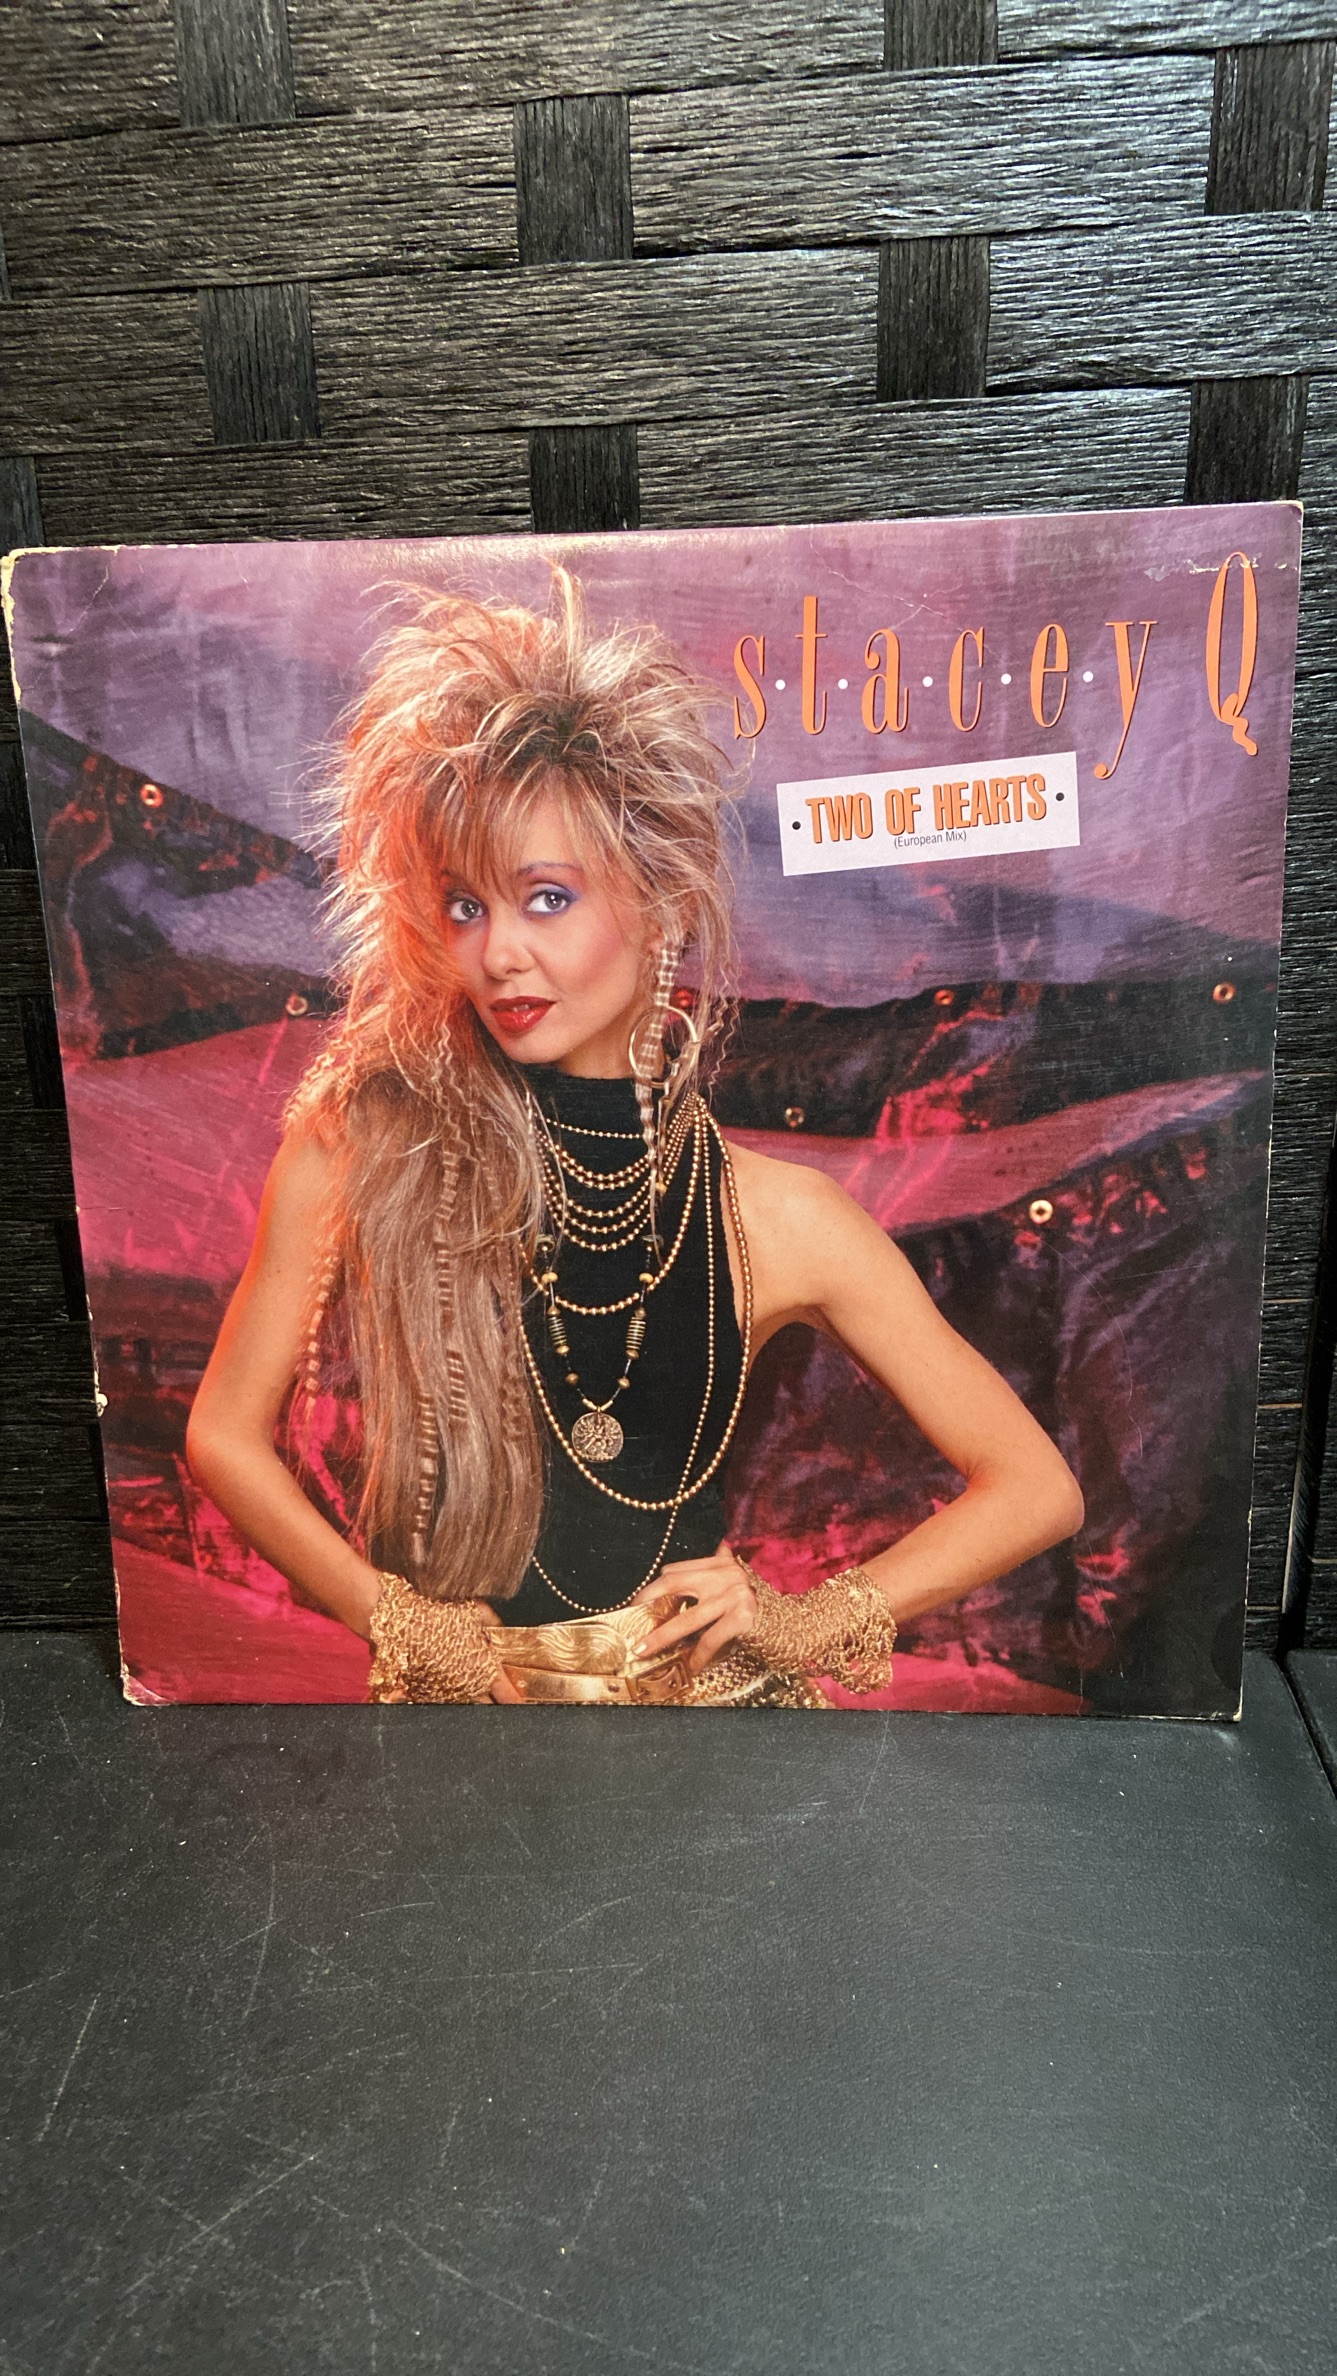 s·t·a·c·e·y Q
· TWO OF HEARTS ·
(European Mix)